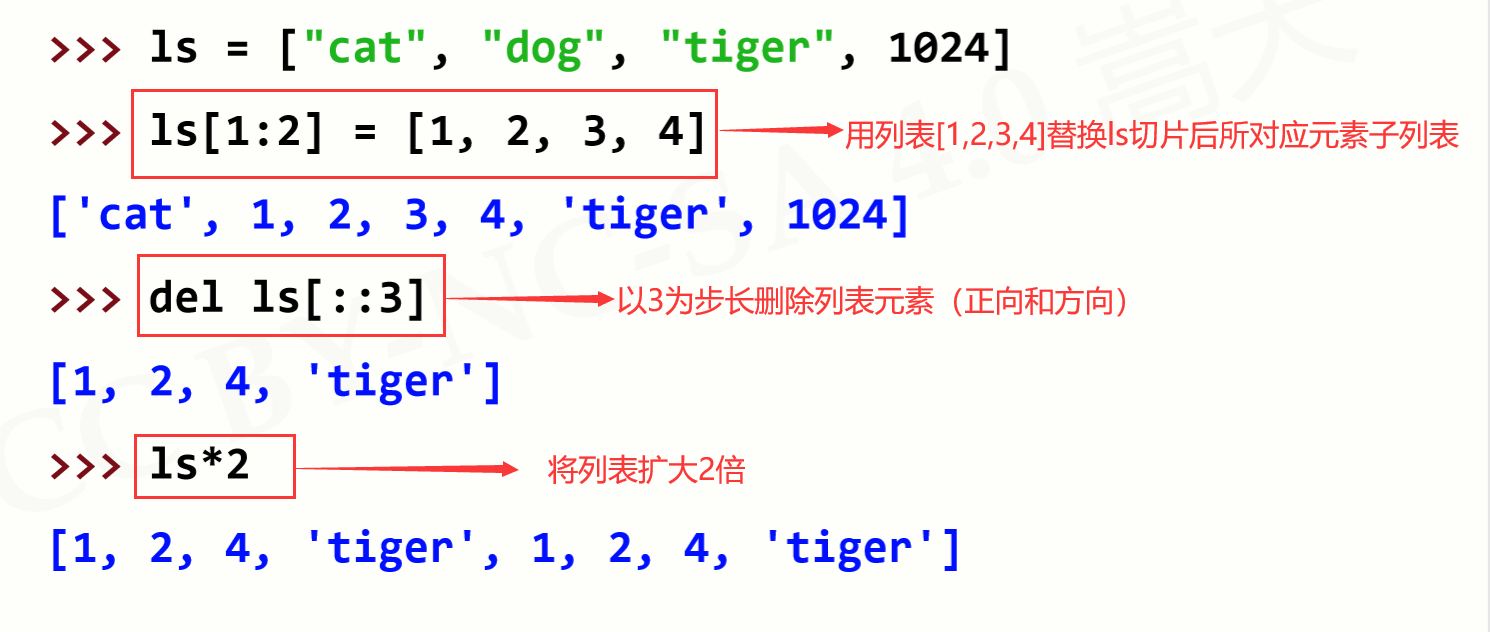 >>> ls = ["cat", "dog", "tiger", 1024]
>>> ls[1:2] = [1, 2, 3, 4] 用列表[1,2,3,4]替换ls切片后所对应元素子列表
['cat', 1, 2, 3, 4, 'tiger', 1024]
>>> del ls[::3] 以3为步长删除列表元素（正向和方向）
[1, 2, 4, 'tiger']
>>> ls*2 将列表扩大2倍
[1, 2, 4, 'tiger', 1, 2, 4, 'tiger']
CC BY-NC-SA 4.0 嵩天